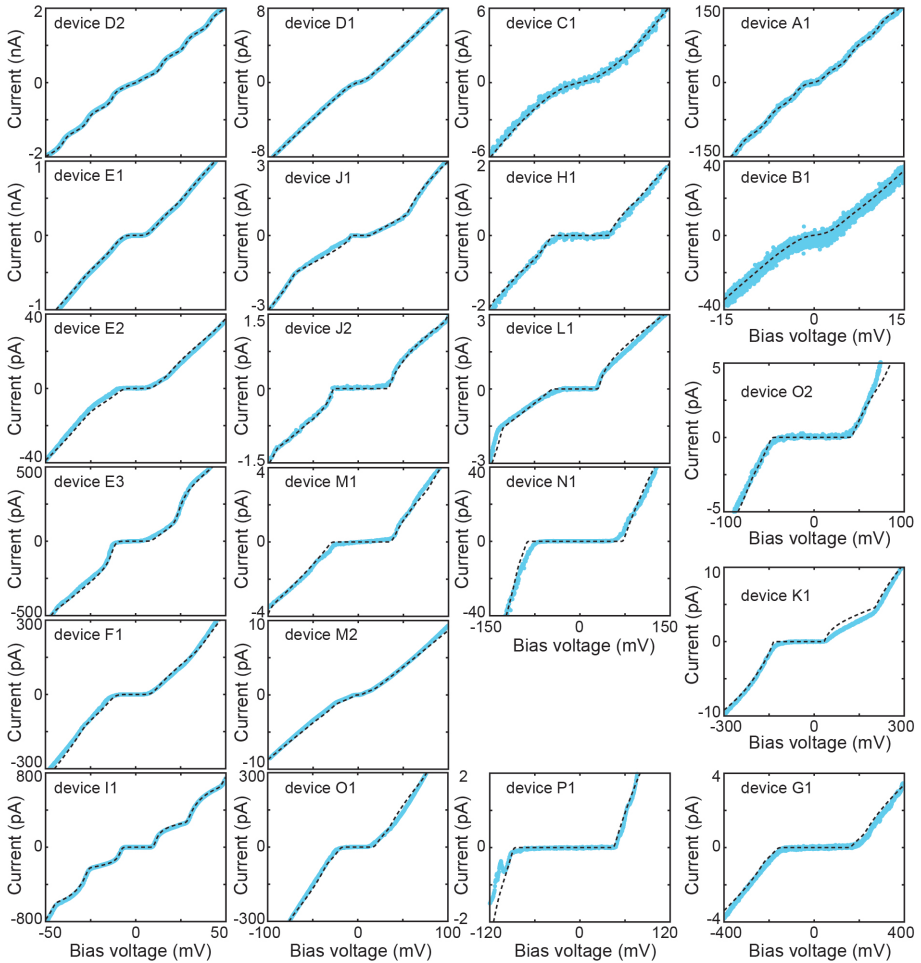 device D2
Current (nA)
2
0
-2
device D1
Current (pA)
8
0
-8
device C1
Current (pA)
6
0
-6
device A1
Current (pA)
150
0
-150
device E1
Current (nA)
1
0
-1
device J1
Current (pA)
3
0
-3
device H1
Current (pA)
2
0
-2
device B1
Current (pA)
40
0
-40
-15 0 15
Bias voltage (mV)
device E2
Current (pA)
40
0
-40
device J2
Current (pA)
1.5
0
-1.5
device L1
Current (pA)
3
0
-3
device O2
Current (pA)
5
0
-5
-100 0 100
Bias voltage (mV)
device E3
Current (pA)
500
0
-500
device M1
Current (pA)
4
0
-4
device N1
Current (pA)
40
0
-40
-150 0 150
Bias voltage (mV)
device K1
Current (pA)
10
0
-10
-300 0 300
Bias voltage (mV)
device F1
Current (pA)
300
0
-300
device M2
Current (pA)
10
0
-10
device I1
Current (pA)
800
0
-800
-50 0 50
Bias voltage (mV)
device O1
Current (pA)
300
0
-300
-100 0 100
Bias voltage (mV)
device P1
Current (pA)
2
0
-2
-120 0 120
Bias voltage (mV)
device G1
Current (pA)
4
0
-4
-400 0 400
Bias voltage (mV)